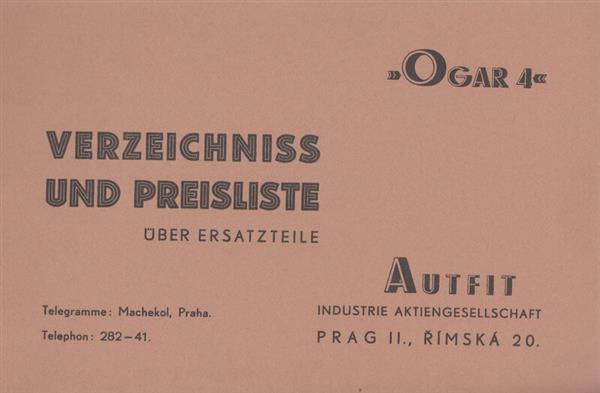 »OGAR 4«
VERZEICHNISS
UND PREISLISTE
ÜBER ERSATZTEILE
AUTFIT
INDUSTRIE AKTIENGESELLSCHAFT
PRAG II., ŘÍMSKÁ 20.
Telegramme: Machekol, Praha.
Telephon: 282–41.